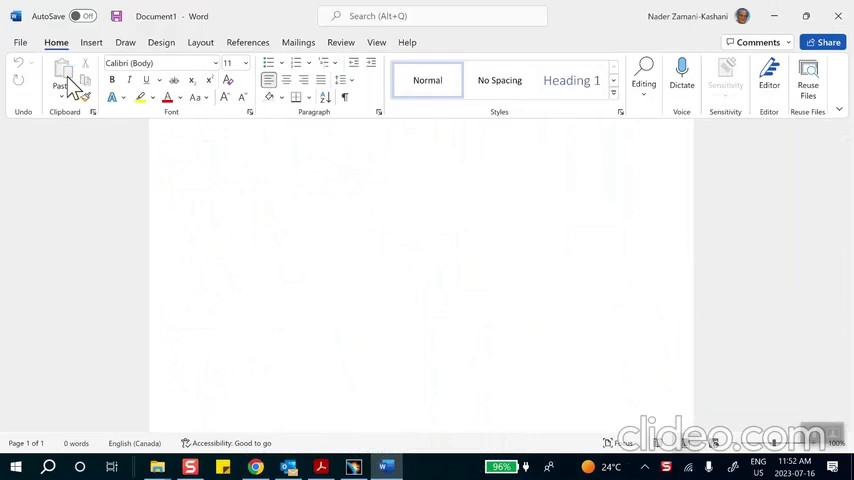 AutoSave Off Document1 - Word Search (Alt+Q) Nader Zamani-Kashani
File Home Insert Draw Design Layout References Mailings Review View Help Comments Share
Calibri (Body) 11
Paste
Normal No Spacing Heading 1
Editing Dictate Sensitivity Editor Reuse Files
Undo Clipboard Font Paragraph Styles Voice Sensitivity Editor Reuse Files
Page 1 of 1 0 words English (Canada) Accessibility: Good to go Focus 100%
clideo.com
96% 24°C ENG US 11:52 AM 2023-07-16